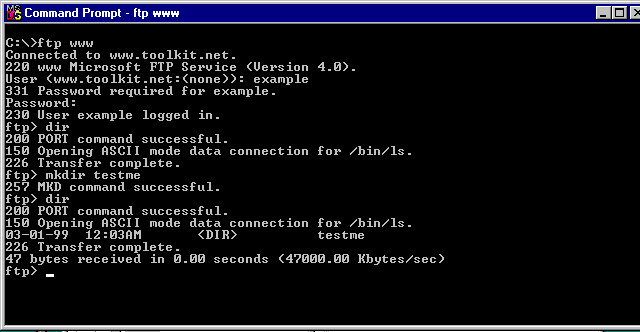 Command Prompt - ftp www
C:\>ftp www
Connected to www.toolkit.net.
220 www Microsoft FTP Service (Version 4.0).
User (www.toolkit.net:(none)): example
331 Password required for example.
Password:
230 User example logged in.
ftp> dir
200 PORT command successful.
150 Opening ASCII mode data connection for /bin/ls.
226 Transfer complete.
ftp> mkdir testme
257 MKD command successful.
ftp> dir
200 PORT command successful.
150 Opening ASCII mode data connection for /bin/ls.
03-01-99  12:03AM       <DIR>          testme
226 Transfer complete.
47 bytes received in 0.00 seconds (47000.00 Kbytes/sec)
ftp> _